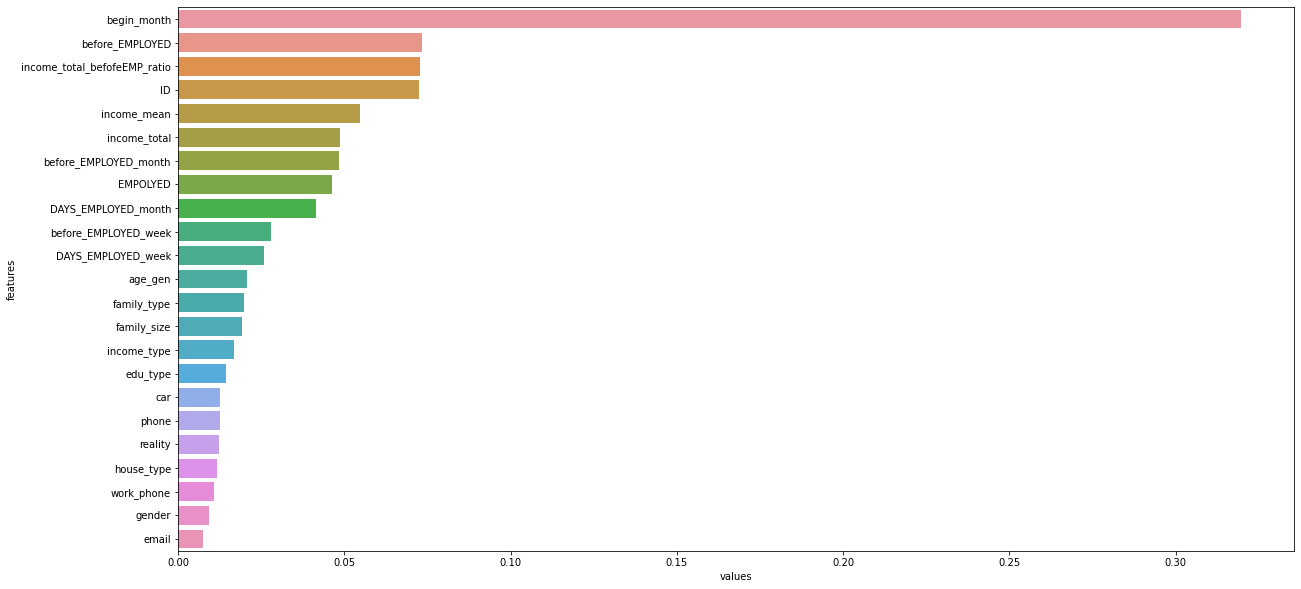 begin_month
before_EMPLOYED
income_total_befofeEMP_ratio
ID
income_mean
income_total
before_EMPLOYED_month
EMPOLYED
DAYS_EMPLOYED_month
before_EMPLOYED_week
DAYS_EMPLOYED_week
age_gen
family_type
family_size
income_type
edu_type
car
phone
reality
house_type
work_phone
gender
email
features
0.00 0.05 0.10 0.15 0.20 0.25 0.30
values